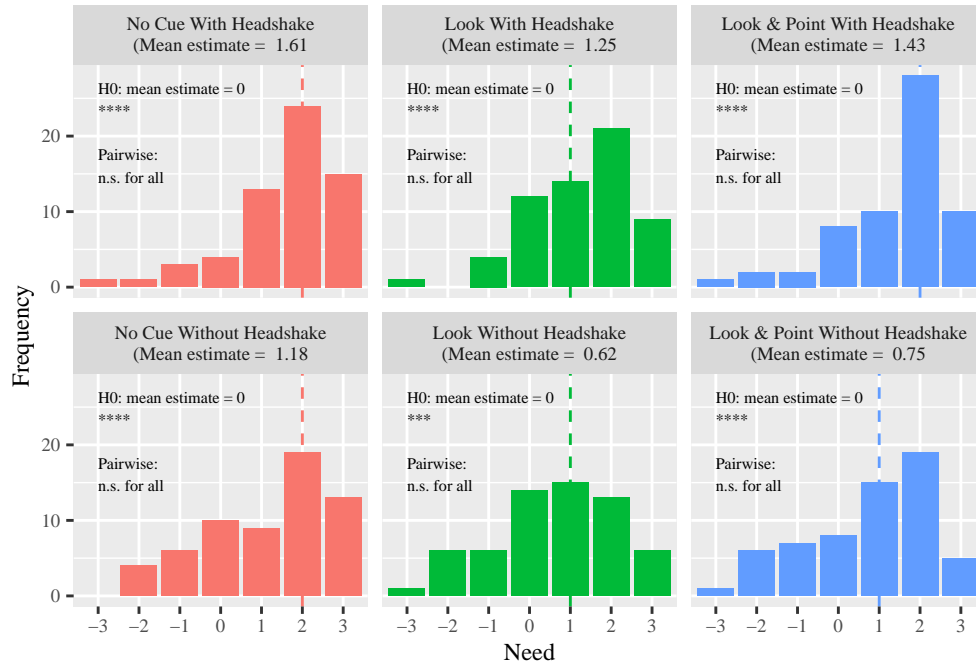 No Cue With Headshake
(Mean estimate = 1.61
Look With Headshake
(Mean estimate = 1.25
Look & Point With Headshake
(Mean estimate = 1.43
H0: mean estimate = 0
****
Pairwise:
n.s. for all
H0: mean estimate = 0
****
Pairwise:
n.s. for all
H0: mean estimate = 0
****
Pairwise:
n.s. for all
20
10
0
No Cue Without Headshake
(Mean estimate = 1.18
Look Without Headshake
(Mean estimate = 0.62
Look & Point Without Headshake
(Mean estimate = 0.75
H0: mean estimate = 0
****
Pairwise:
n.s. for all
H0: mean estimate = 0
***
Pairwise:
n.s. for all
H0: mean estimate = 0
****
Pairwise:
n.s. for all
20
10
0
Frequency
−3 −2 −1 0 1 2 3
−3 −2 −1 0 1 2 3
−3 −2 −1 0 1 2 3
Need